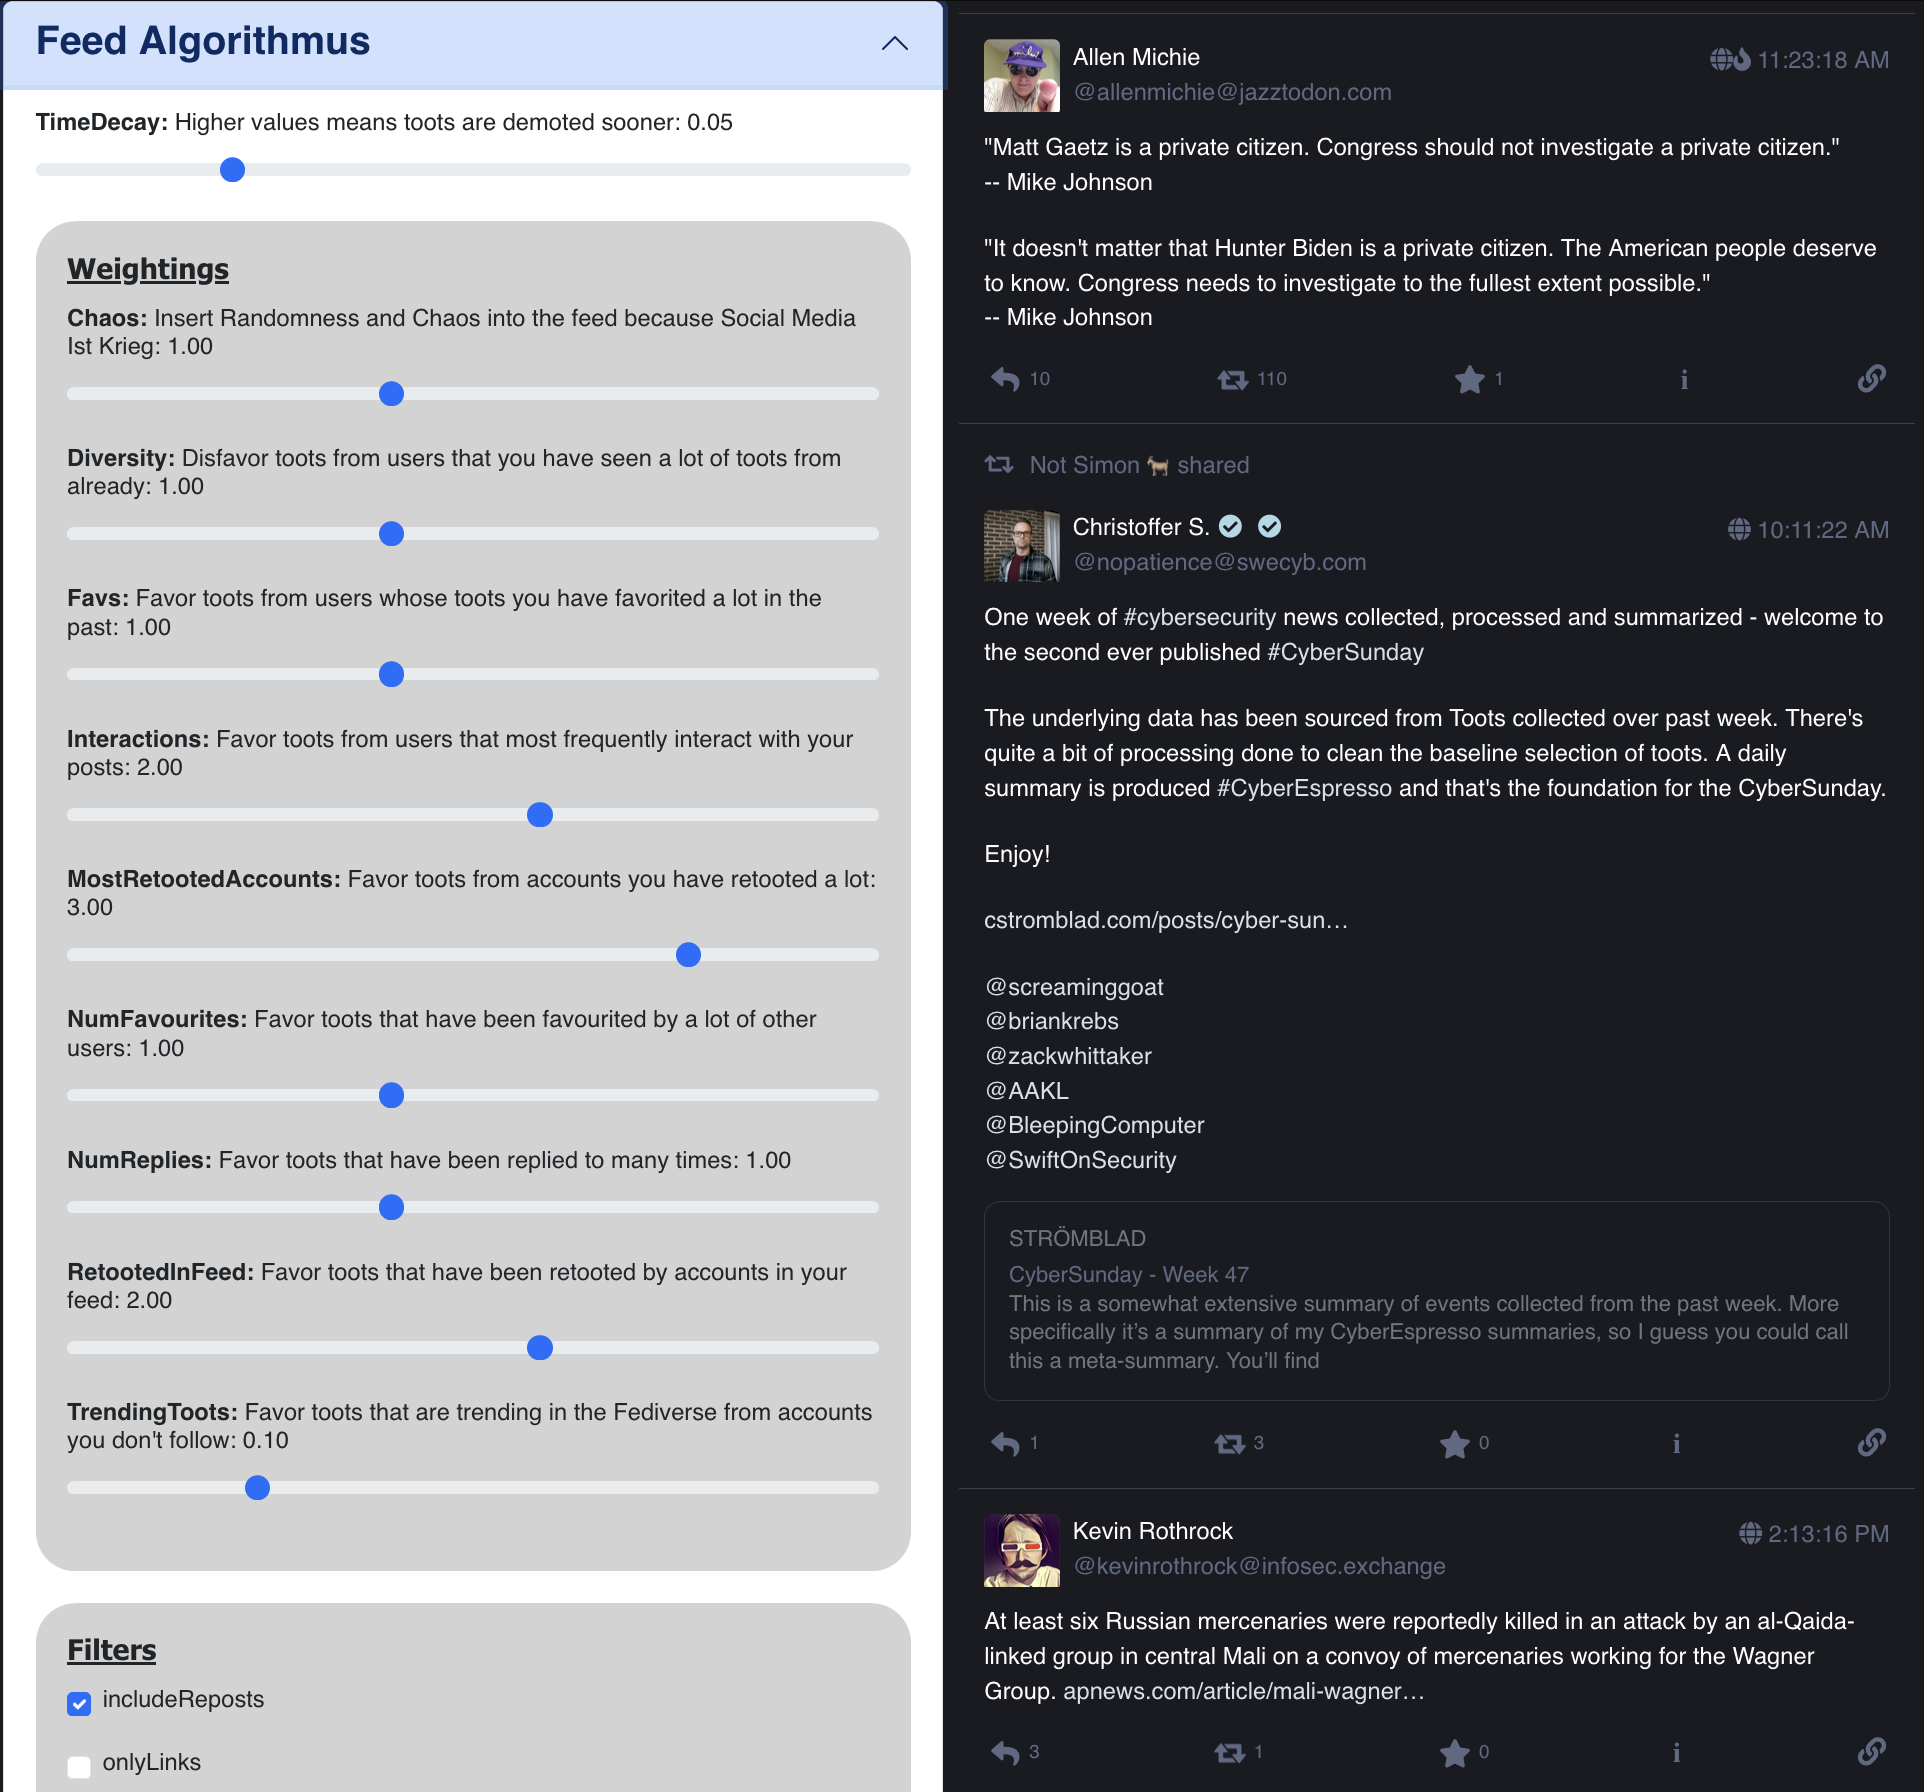 Feed Algorithmus
TimeDecay: Higher values means toots are demoted sooner: 0.05
Weightings
Chaos: Insert Randomness and Chaos into the feed because Social Media
Ist Krieg: 1.00
Diversity: Disfavor toots from users that you have seen a lot of toots from
already: 1.00
Favs: Favor toots from users whose toots you have favorited a lot in the
past: 1.00
Interactions: Favor toots from users that most frequently interact with your
posts: 2.00
MostRetootedAccounts: Favor toots from accounts you have retooted a lot:
3.00
NumFavourites: Favor toots that have been favourited by a lot of other
users: 1.00
NumReplies: Favor toots that have been replied to many times: 1.00
RetootedInFeed: Favor toots that have been retooted by accounts in your
feed: 2.00
TrendingToots: Favor toots that are trending in the Fediverse from accounts
you don't follow: 0.10
Filters
includeReposts
onlyLinks
Allen Michie
11:23:18 AM
@allenmichie@jazztodon.com
"Matt Gaetz is a private citizen. Congress should not investigate a private citizen."
-- Mike Johnson
"It doesn't matter that Hunter Biden is a private citizen. The American people deserve
to know. Congress needs to investigate to the fullest extent possible."
-- Mike Johnson
10 110 1
Not Simon 🐐 shared
Christoffer S.
10:11:22 AM
@nopatience@swecyb.com
One week of #cybersecurity news collected, processed and summarized - welcome to
the second ever published #CyberSunday
The underlying data has been sourced from Toots collected over past week. There's
quite a bit of processing done to clean the baseline selection of toots. A daily
summary is produced #CyberEspresso and that's the foundation for the CyberSunday.
Enjoy!
cstromblad.com/posts/cyber-sun…
@screaminggoat
@briankrebs
@zackwhittaker
@AAKL
@BleepingComputer
@SwiftOnSecurity
STRÖMBLAD
CyberSunday - Week 47
This is a somewhat extensive summary of events collected from the past week. More
specifically it’s a summary of my CyberEspresso summaries, so I guess you could call
this a meta-summary. You’ll find
1 3 0
Kevin Rothrock
2:13:16 PM
@kevinrothrock@infosec.exchange
At least six Russian mercenaries were reportedly killed in an attack by an al-Qaida-
linked group in central Mali on a convoy of mercenaries working for the Wagner
Group. apnews.com/article/mali-wagner…
3 1 0